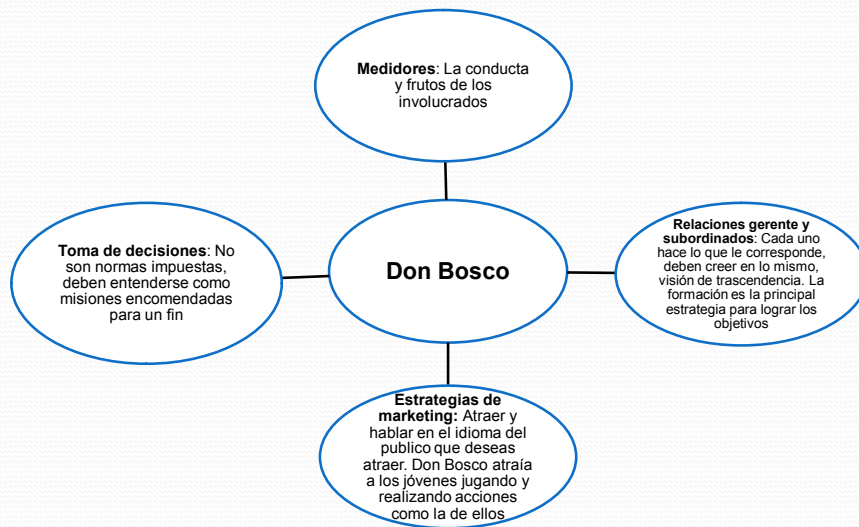 Medidores: La conducta
y frutos de los
involucrados
Toma de decisiones: No
son normas impuestas,
deben entenderse como
misiones encomendadas
para un fin
Don Bosco
Relaciones gerente y
subordinados: Cada uno
hace lo que le corresponde,
deben creer en lo mismo,
visión de trascendencia. La
formación es la principal
estrategia para lograr los
objetivos
Estrategias de
marketing: Atraer y
hablar en el idioma del
publico que deseas
atraer. Don Bosco atraía
a los jóvenes jugando y
realizando acciones
como la de ellos